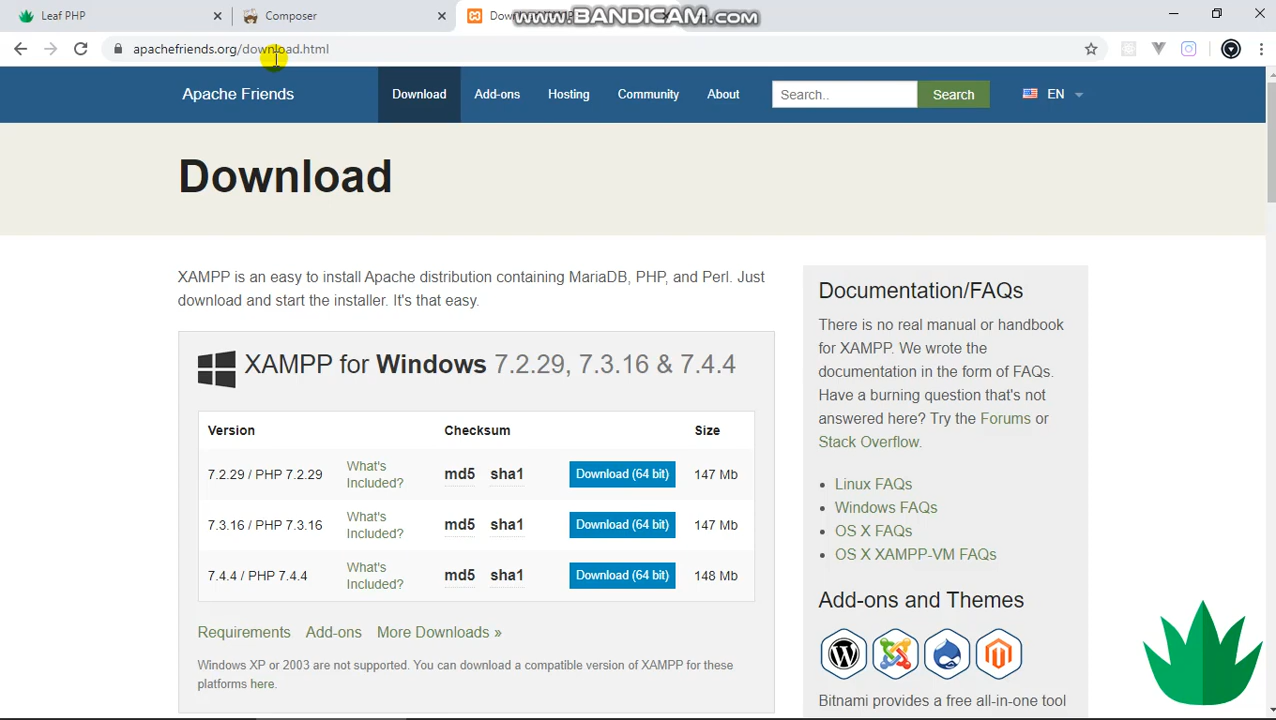 Leaf PHP
Composer
Down
www.BANDICAM.com
apachefriends.org/download.html
Apache Friends
Download
Add-ons
Hosting
Community
About
Search..
Search
EN
Download
XAMPP is an easy to install Apache distribution containing MariaDB, PHP, and Perl. Just
download and start the installer. It's that easy.
XAMPP for Windows 7.2.29, 7.3.16 & 7.4.4
Version Checksum Size
7.2.29 / PHP 7.2.29 What's Included? md5 sha1 Download (64 bit) 147 Mb
7.3.16 / PHP 7.3.16 What's Included? md5 sha1 Download (64 bit) 147 Mb
7.4.4 / PHP 7.4.4 What's Included? md5 sha1 Download (64 bit) 148 Mb
Requirements Add-ons More Downloads »
Windows XP or 2003 are not supported. You can download a compatible version of XAMPP for these
platforms here.
Documentation/FAQs
There is no real manual or handbook
for XAMPP. We wrote the
documentation in the form of FAQs.
Have a burning question that's not
answered here? Try the Forums or
Stack Overflow.
• Linux FAQs
• Windows FAQs
• OS X FAQs
• OS X XAMPP-VM FAQs
Add-ons and Themes
Bitnami provides a free all-in-one tool